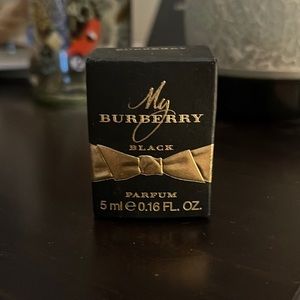 My
BURBERRY
BLACK
PARFUM
5 ml ℮ 0.16 FL. OZ.